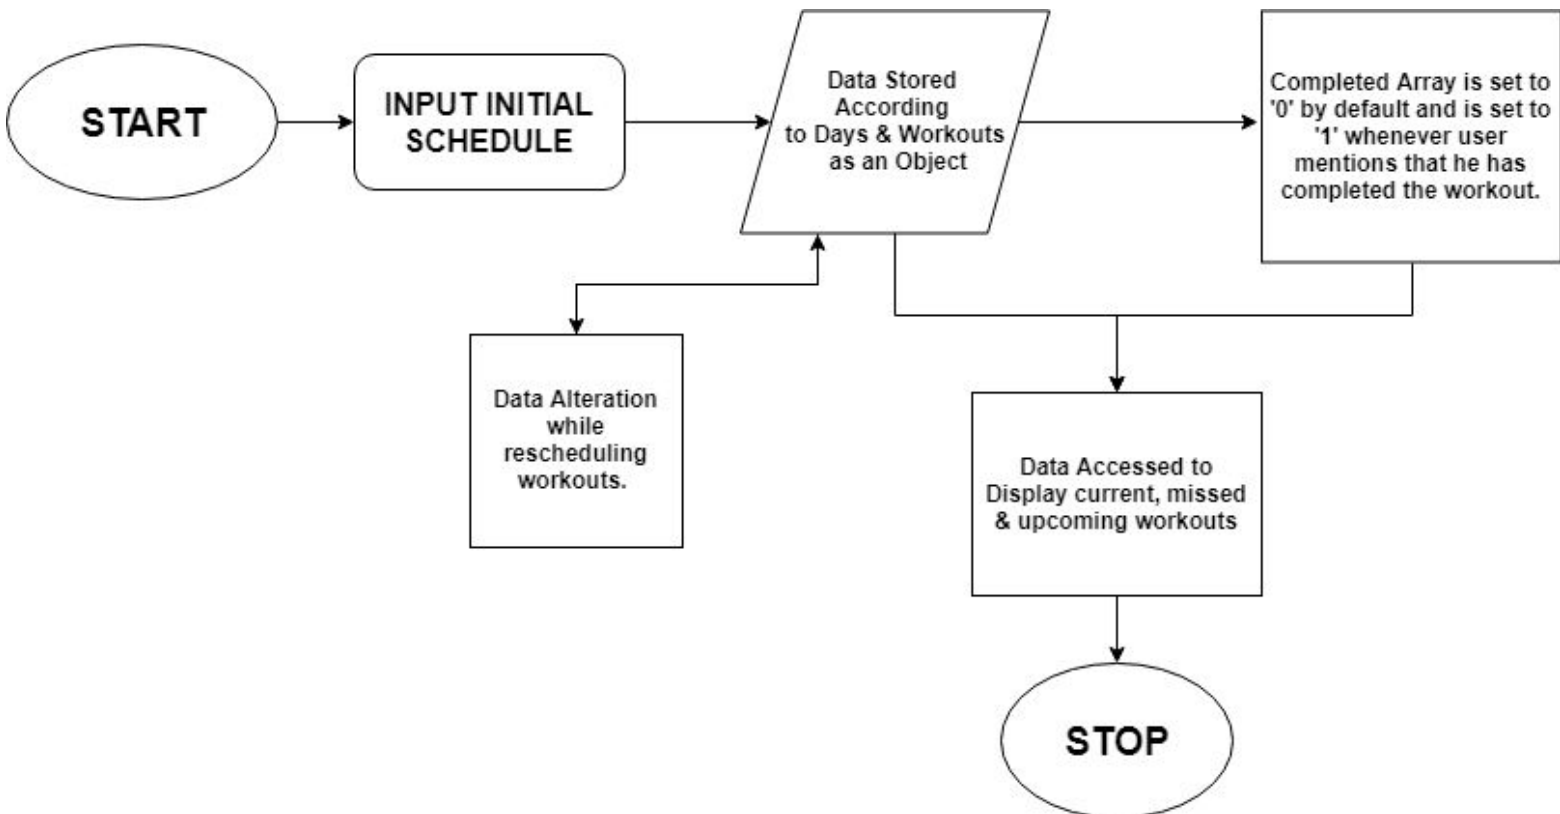 START
INPUT INITIAL
SCHEDULE
Data Stored
According
to Days & Workouts
as an Object
Completed Array is set to
'0' by default and is set to
'1' whenever user
mentions that he has
completed the workout.
Data Alteration
while
rescheduling
workouts.
Data Accessed to
Display current, missed
& upcoming workouts
STOP